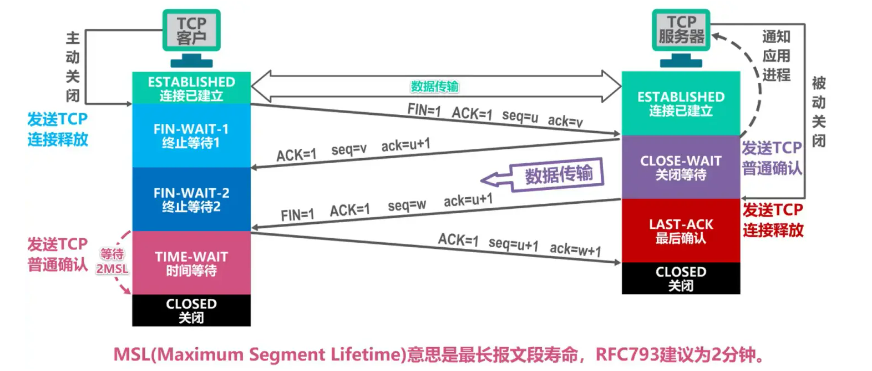 TCP
客户
TCP
服务器
主动关闭
通知应用进程
被动关闭
ESTABLISHED
连接已建立
数据传输
ESTABLISHED
连接已建立
FIN=1 ACK=1 seq=u ack=v
发送TCP
连接释放
FIN-WAIT-1
终止等待1
ACK=1 seq=v ack=u+1
CLOSE-WAIT
关闭等待
发送TCP
普通确认
数据传输
FIN-WAIT-2
终止等待2
FIN=1 ACK=1 seq=w ack=u+1
LAST-ACK
最后确认
发送TCP
连接释放
发送TCP
普通确认
等待
2MSL
TIME-WAIT
时间等待
ACK=1 seq=u+1 ack=w+1
CLOSED
关闭
CLOSED
关闭
MSL(Maximum Segment Lifetime)意思是最长报文段寿命，RFC793建议为2分钟。